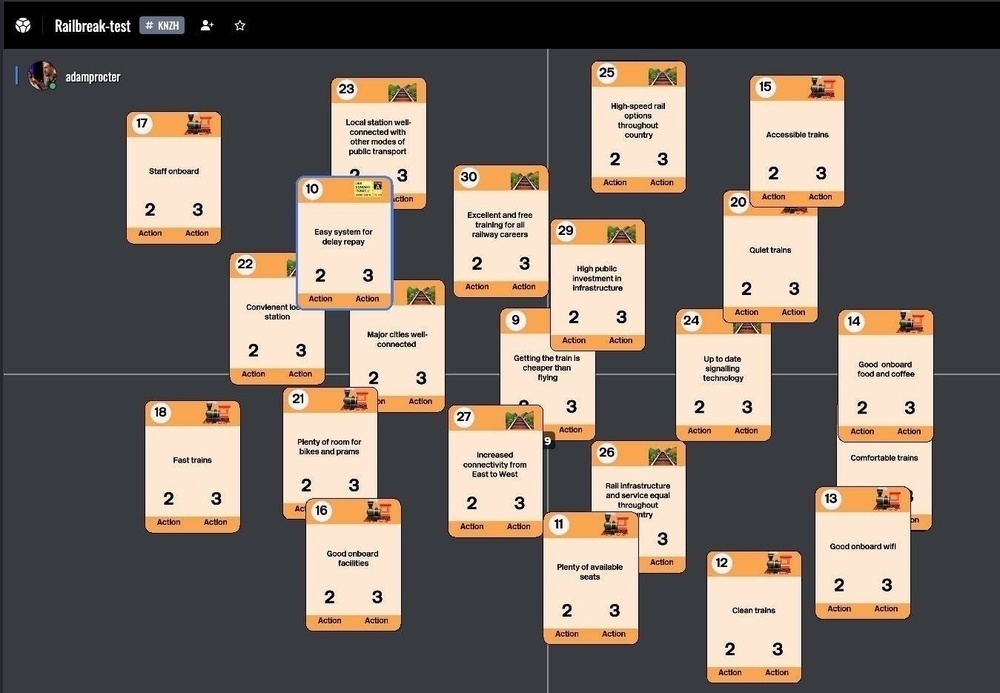 Railbreak-test
# KNZH
adamprocter
17
Staff onboard
2 3
Action Action
23
Local station well-
connected with
other modes of
public transport
2 3
Action
10
Easy system for
delay repay
2 3
Action Action
30
Excellent and free
training for all
railway careers
2 3
Action Action
25
High-speed rail
options
throughout
country
2 3
Action Action
15
Accessible trains
2 3
Action Action
20
Quiet trains
2 3
Action Action
29
High public
investment in
infrastructure
2 3
Action Action
22
Convienent loc
station
2 3
Action Action
Major cities well-
connected
2 3
on Action
9
Getting the train is
cheaper than
flying
2 3
Action
24
Up to date
signalling
technology
2 3
Action Action
14
Good onboard
food and coffee
2 3
Action Action
18
Fast trains
2 3
Action Action
21
Plenty of room for
bikes and prams
2 3
Ac
27
Increased
connectivity from
East to West
2 3
Action Action
9
26
Rail infrastructure
and service equal
throughout
ntry
3
Action
Comfortable trains
on
16
Good onboard
facilities
2 3
Action Action
11
Plenty of available
seats
2 3
Action Action
13
Good onboard wifi
2 3
Action Action
12
Clean trains
2 3
Action Action